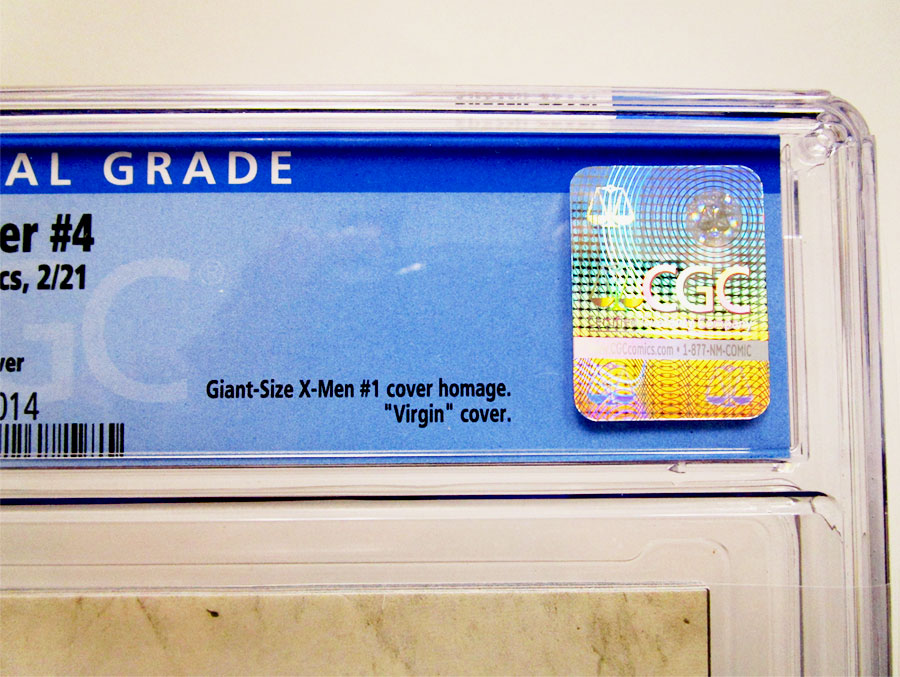 AL GRADE
er #4
cs, 2/21
GC®
ver
014
Giant-Size X-Men #1 cover homage.
"Virgin" cover.
CGC
CGCcomics.com • 1-877-NM-COMIC